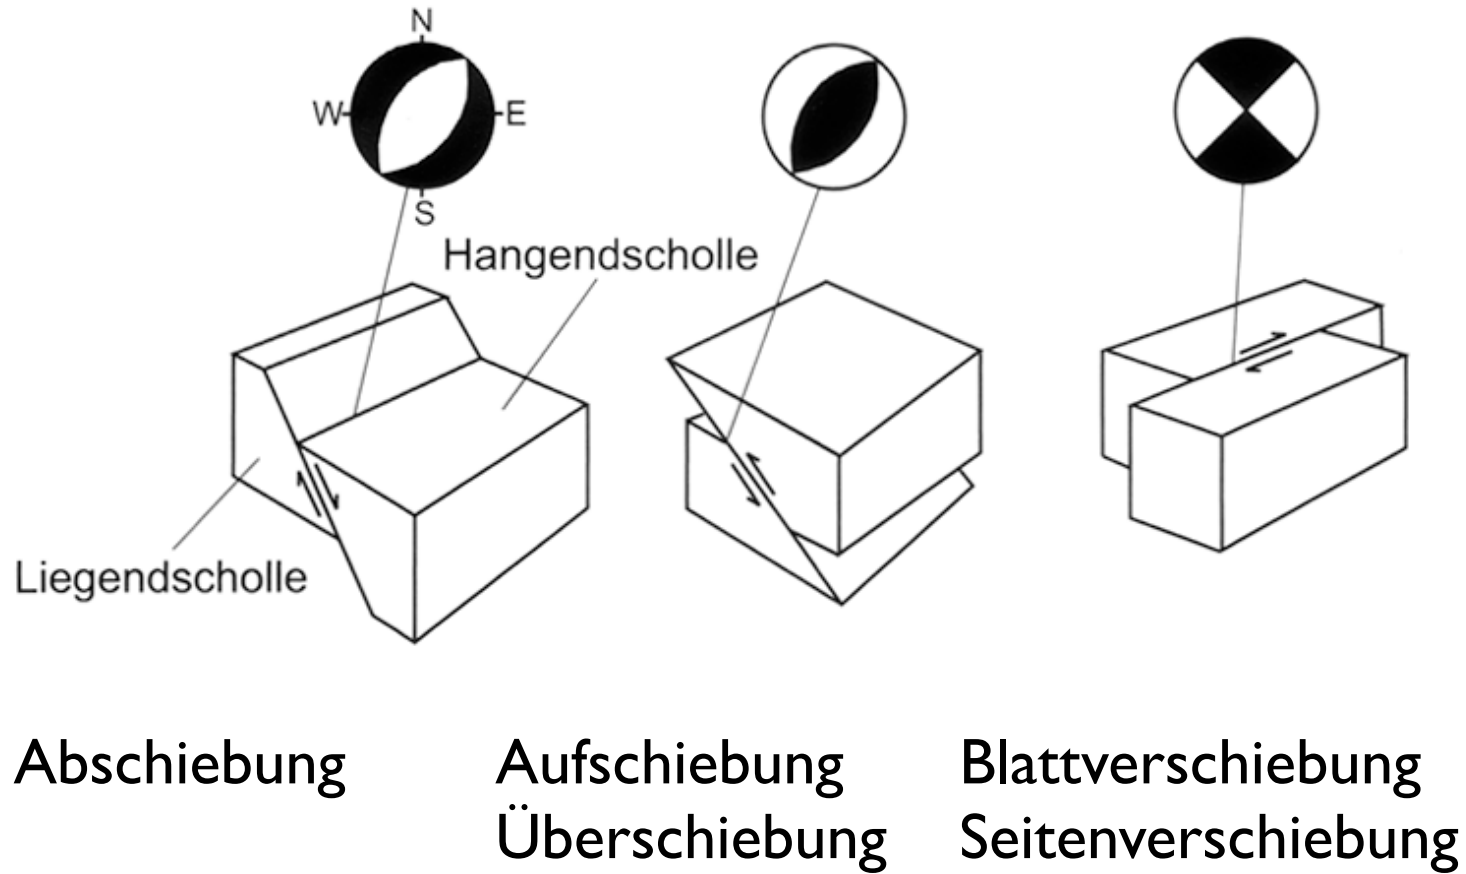 N
W
E
S
Hangendscholle
Liegendscholle
Abschiebung
Aufschiebung
Überschiebung
Blattverschiebung
Seitenverschiebung